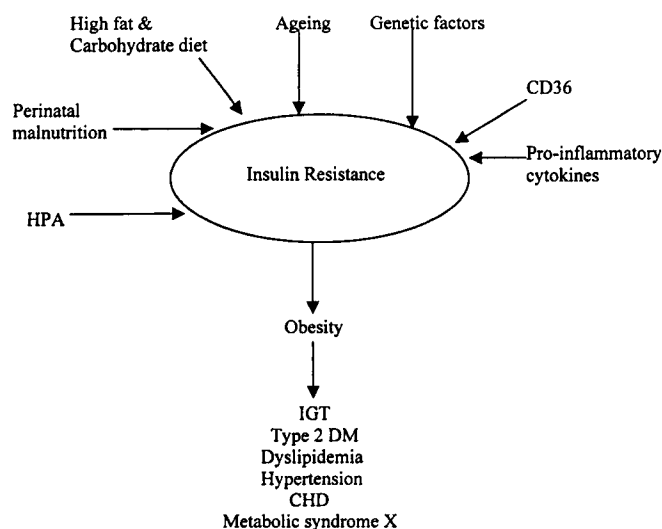 High fat &
Carbohydrate diet
Ageing
Genetic factors
CD36
Perinatal
malnutrition
Pro-inflammatory
cytokines
Insulin Resistance
HPA
Obesity
IGT
Type 2 DM
Dyslipidemia
Hypertension
CHD
Metabolic syndrome X